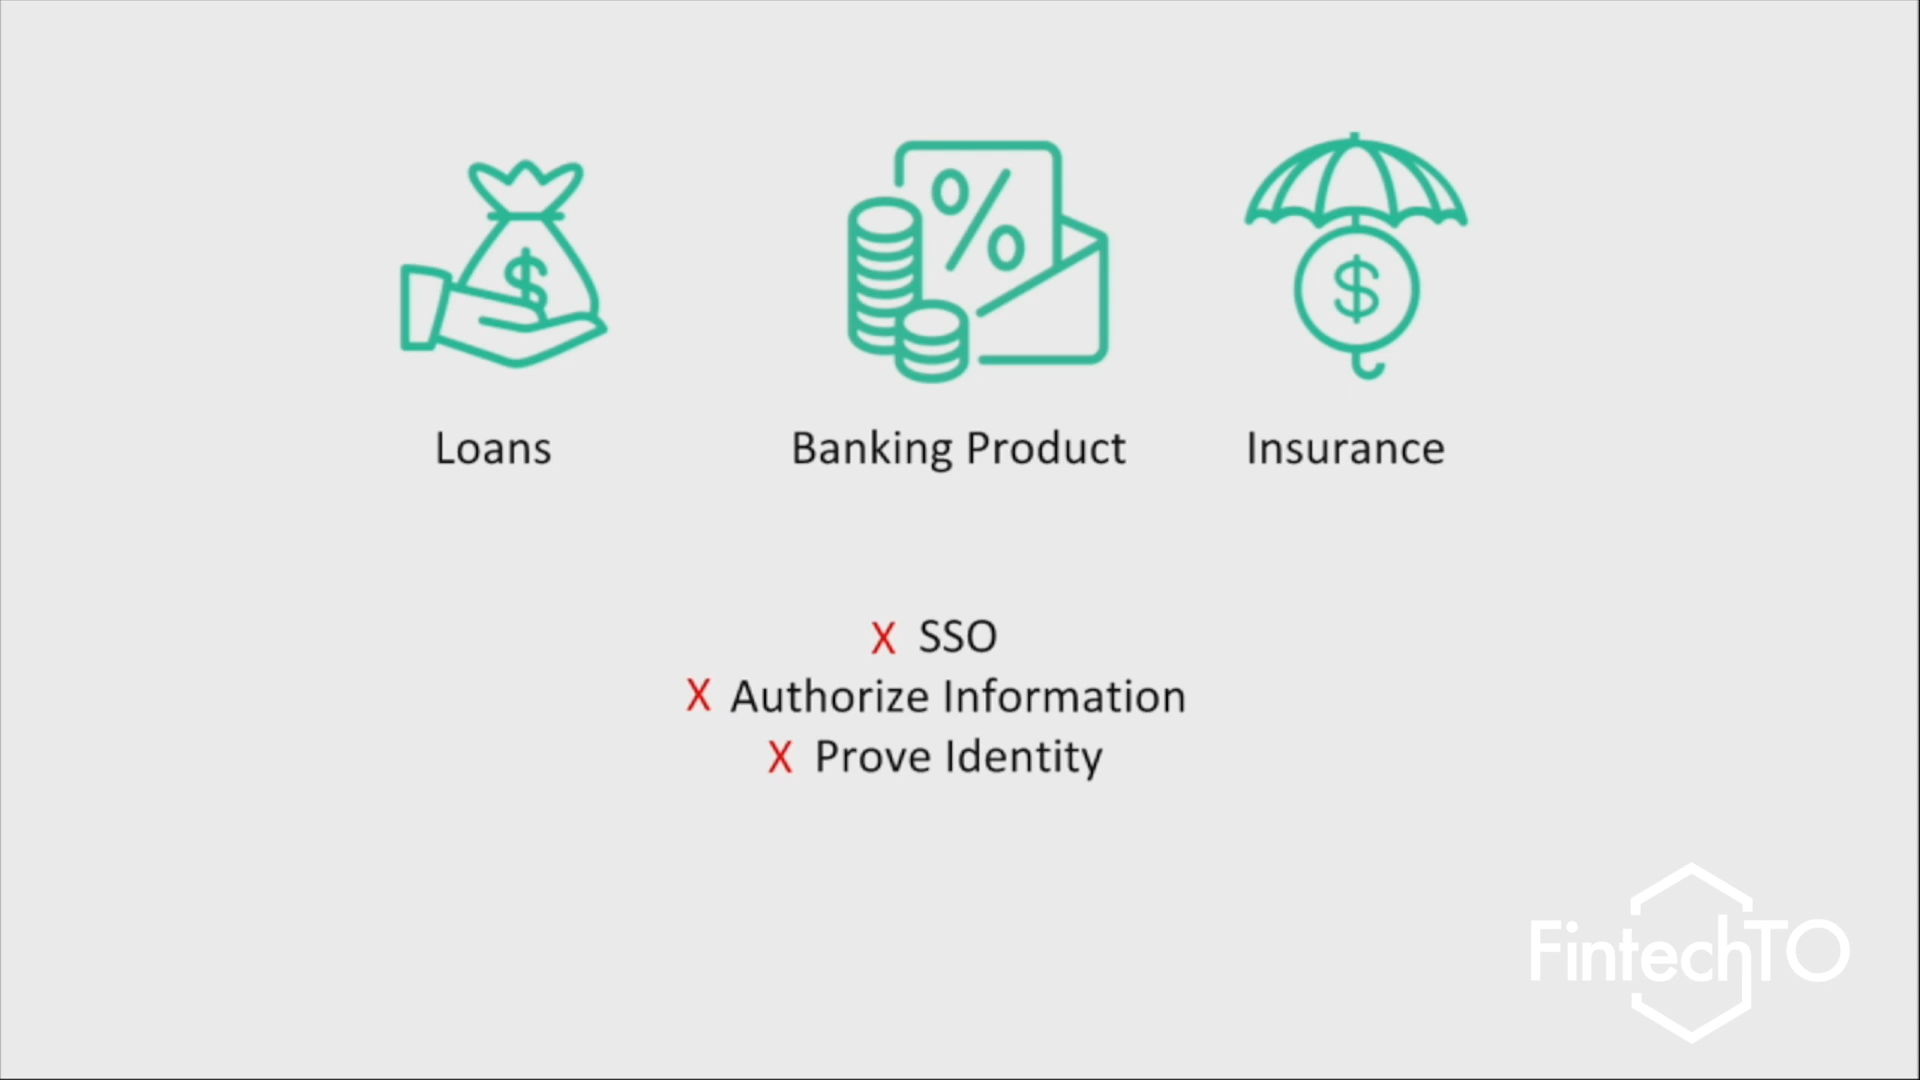 Loans
Banking Product
Insurance
X SSO
X Authorize Information
X Prove Identity
FintechTO